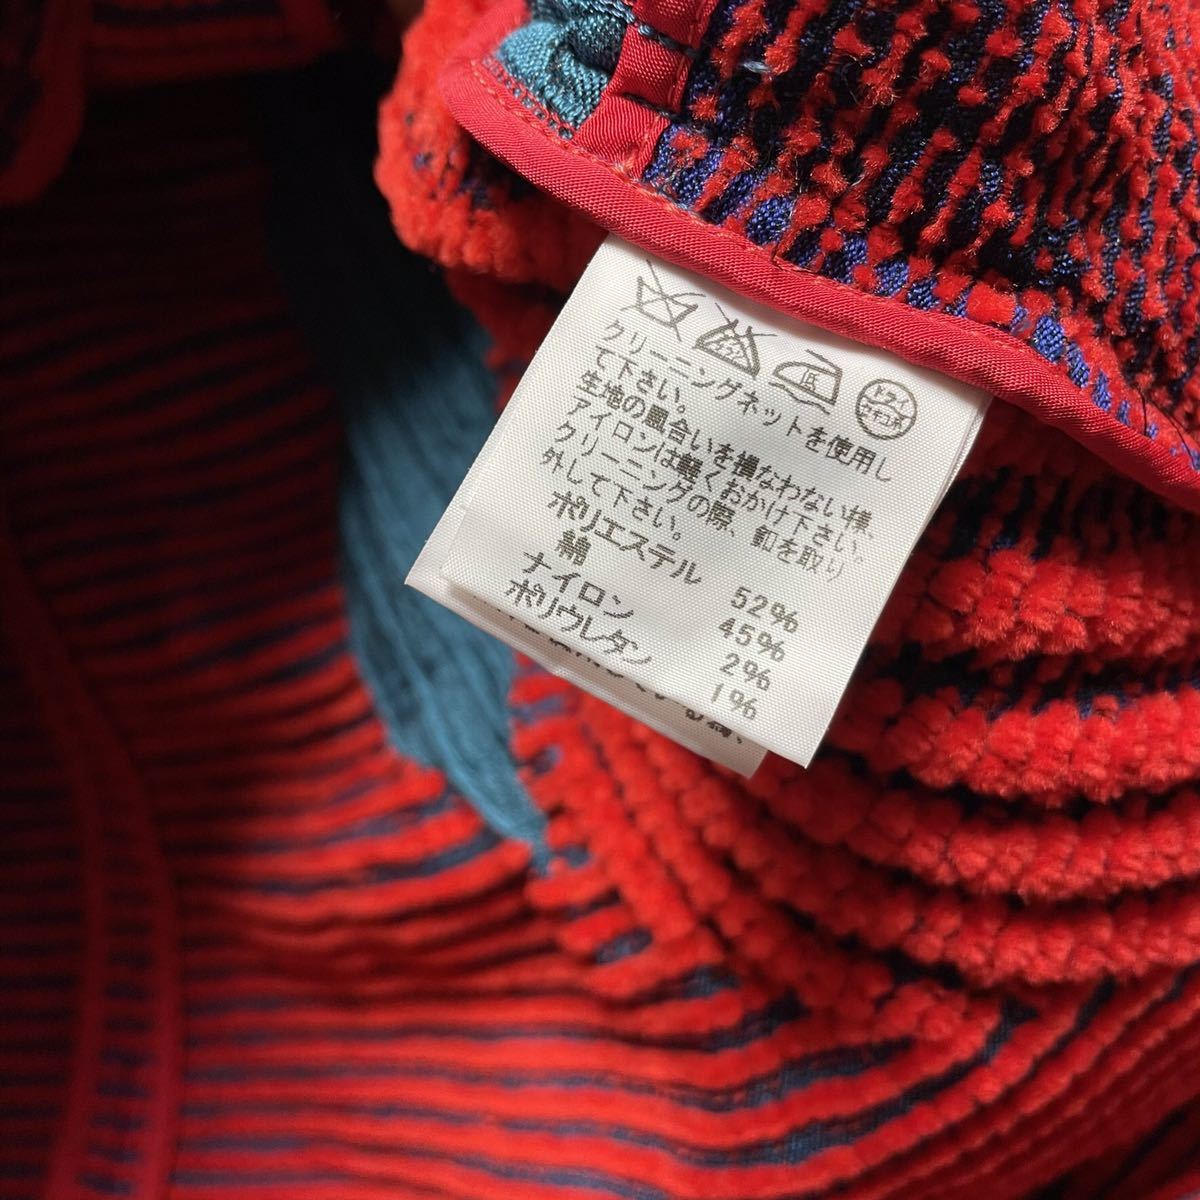 低
ドライ
クリーニングネットを使用し
て下さい。
生地の風合いを損なわない様、
アイロンは軽くおかけ下さい。
クリーニングの際、釦を取り
外して下さい。
ポリエステル 52%
綿 45%
ナイロン 2%
ポリウレタン 1%